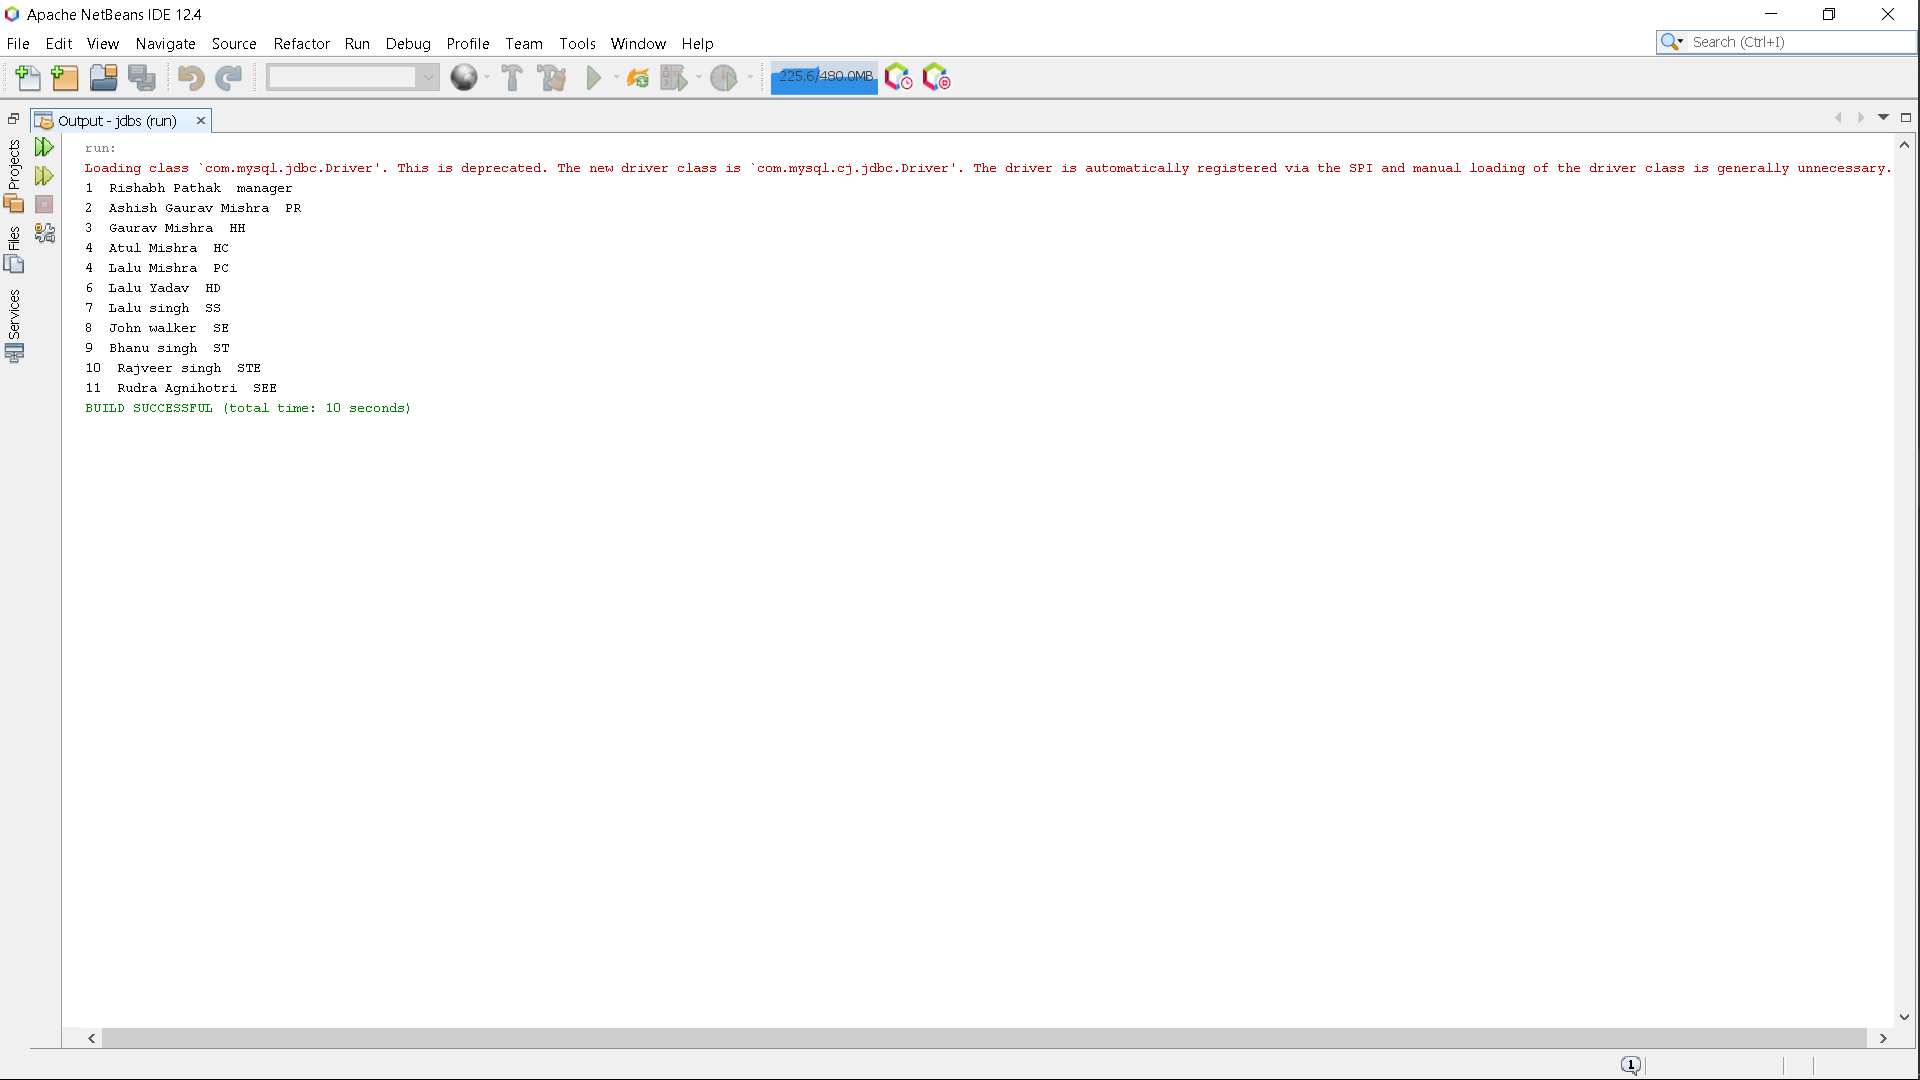 Apache NetBeans IDE 12.4
File Edit View Navigate Source Refactor Run Debug Profile Team Tools Window Help
Search (Ctrl+I)
225.6/480.0MB
Output - jdbs (run)
Projects
Files
Services
run:
Loading class `com.mysql.jdbc.Driver'. This is deprecated. The new driver class is `com.mysql.cj.jdbc.Driver'. The driver is automatically registered via the SPI and manual loading of the driver class is generally unnecessary.
1  Rishabh Pathak  manager
2  Ashish Gaurav Mishra  PR
3  Gaurav Mishra  HH
4  Atul Mishra  HC
4  Lalu Mishra  PC
6  Lalu Yadav  HD
7  Lalu singh  SS
8  John walker  SE
9  Bhanu singh  ST
10  Rajveer singh  STE
11  Rudra Agnihotri  SEE
BUILD SUCCESSFUL (total time: 10 seconds)
1